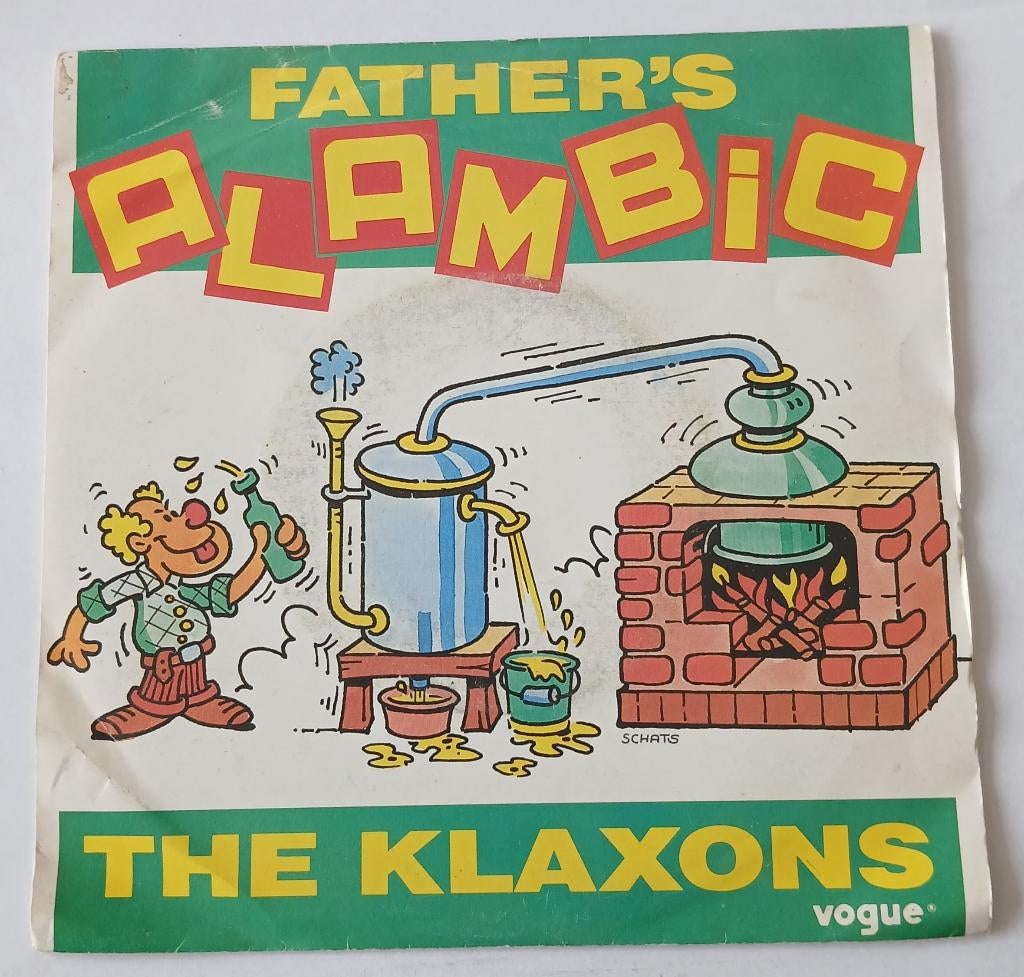 FATHER'S
ALAMBiC
SCHATS
THE KLAXONS
vogue®